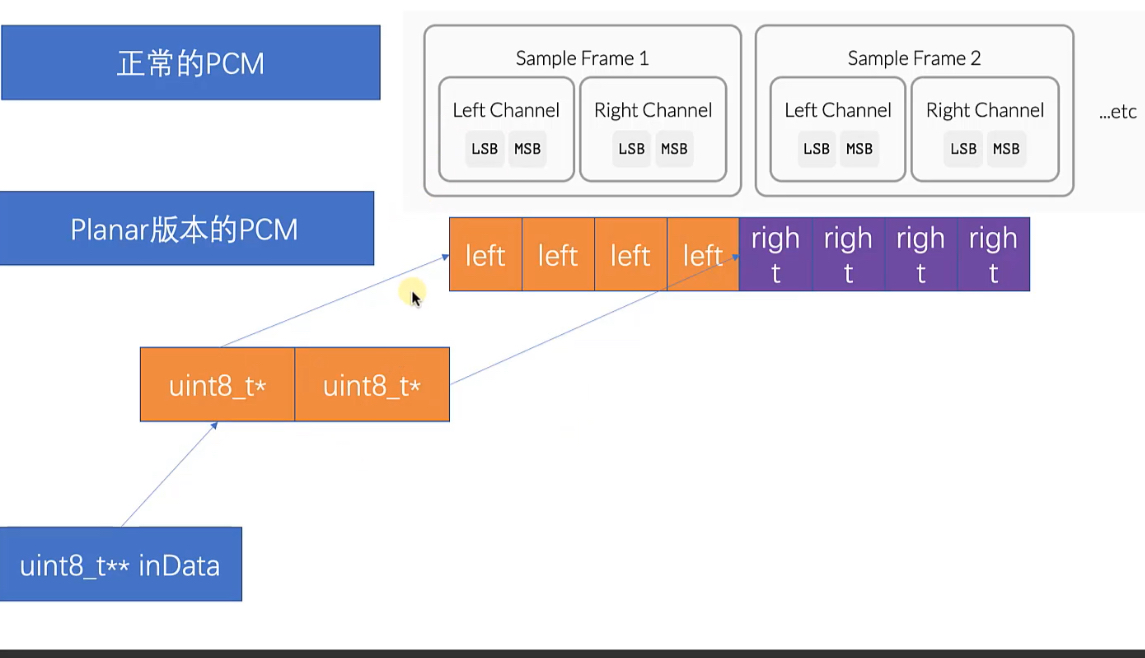 正常的PCM
Sample Frame 1
Left Channel
LSB MSB
Right Channel
LSB MSB
Sample Frame 2
Left Channel
LSB MSB
Right Channel
LSB MSB
...etc
Planar版本的PCM
left left left left
righ righ righ righ
t t t t
uint8_t* uint8_t*
uint8_t** inData